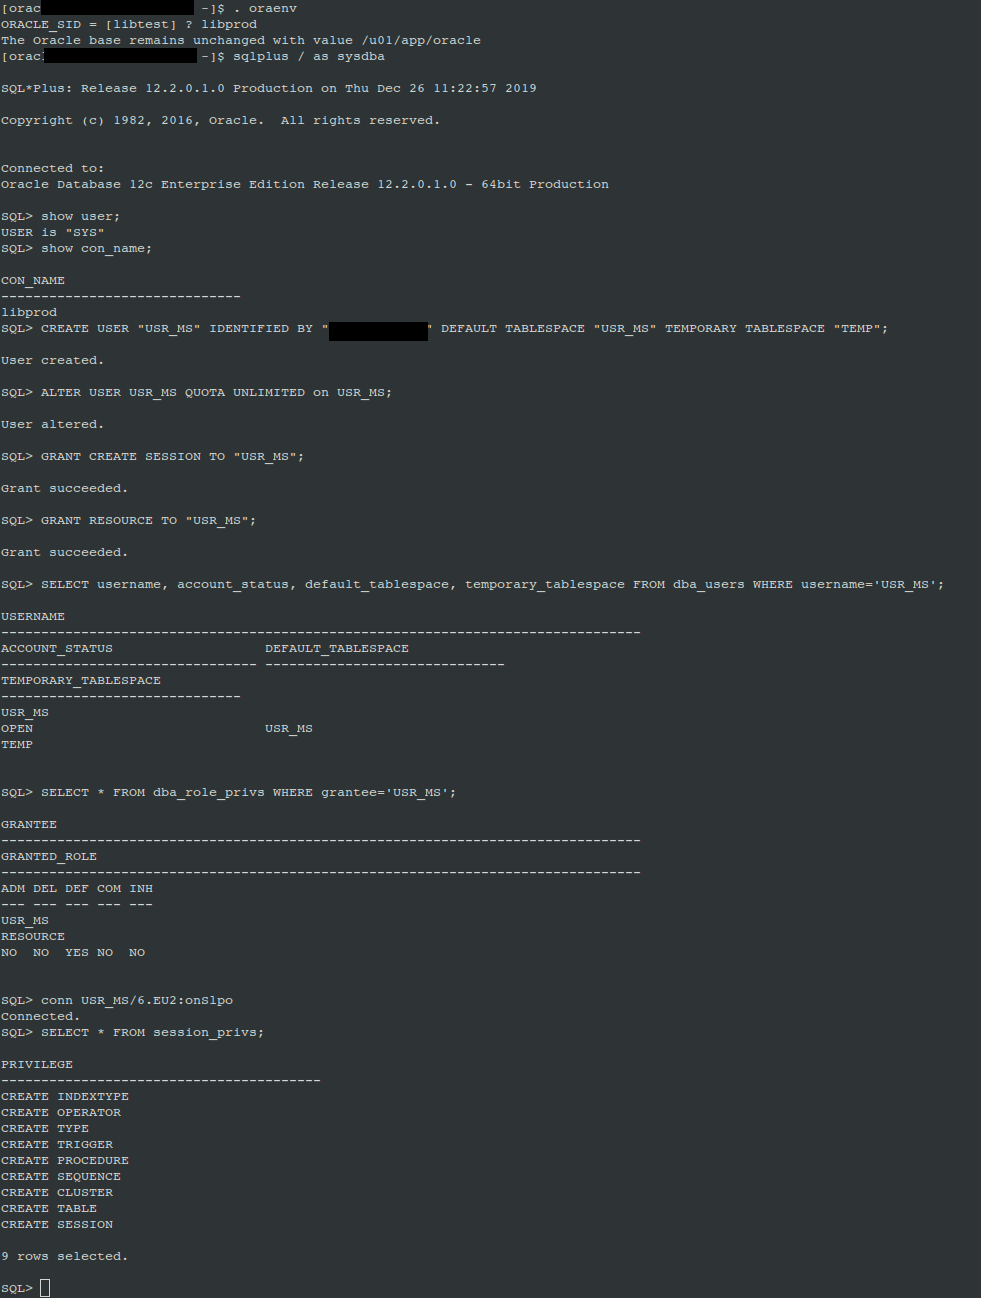 [orac -]$ . oraenv
ORACLE_SID = [libtest] ? libprod
The Oracle base remains unchanged with value /u01/app/oracle
[orac -]$ sqlplus / as sysdba
SQL*Plus: Release 12.2.0.1.0 Production on Thu Dec 26 11:22:57 2019
Copyright (c) 1982, 2016, Oracle.  All rights reserved.
Connected to:
Oracle Database 12c Enterprise Edition Release 12.2.0.1.0 - 64bit Production
SQL> show user;
USER is "SYS"
SQL> show con_name;
CON_NAME
------------------------------
libprod
SQL> CREATE USER "USR_MS" IDENTIFIED BY "" DEFAULT TABLESPACE "USR_MS" TEMPORARY TABLESPACE "TEMP";
User created.
SQL> ALTER USER USR_MS QUOTA UNLIMITED on USR_MS;
User altered.
SQL> GRANT CREATE SESSION TO "USR_MS";
Grant succeeded.
SQL> GRANT RESOURCE TO "USR_MS";
Grant succeeded.
SQL> SELECT username, account_status, default_tablespace, temporary_tablespace FROM dba_users WHERE username='USR_MS';
USERNAME
--------------------------------------------------------------------------------
ACCOUNT_STATUS                   DEFAULT_TABLESPACE
-------------------------------- ------------------------------
TEMPORARY_TABLESPACE
------------------------------
USR_MS
OPEN                             USR_MS
TEMP
SQL> SELECT * FROM dba_role_privs WHERE grantee='USR_MS';
GRANTEE
--------------------------------------------------------------------------------
GRANTED_ROLE
--------------------------------------------------------------------------------
ADM DEL DEF COM INH
--- --- --- --- ---
USR_MS
RESOURCE
NO  NO  YES NO  NO
SQL> conn USR_MS/6.EU2:onSlpo
Connected.
SQL> SELECT * FROM session_privs;
PRIVILEGE
----------------------------------------
CREATE INDEXTYPE
CREATE OPERATOR
CREATE TYPE
CREATE TRIGGER
CREATE PROCEDURE
CREATE SEQUENCE
CREATE CLUSTER
CREATE TABLE
CREATE SESSION
9 rows selected.
SQL>